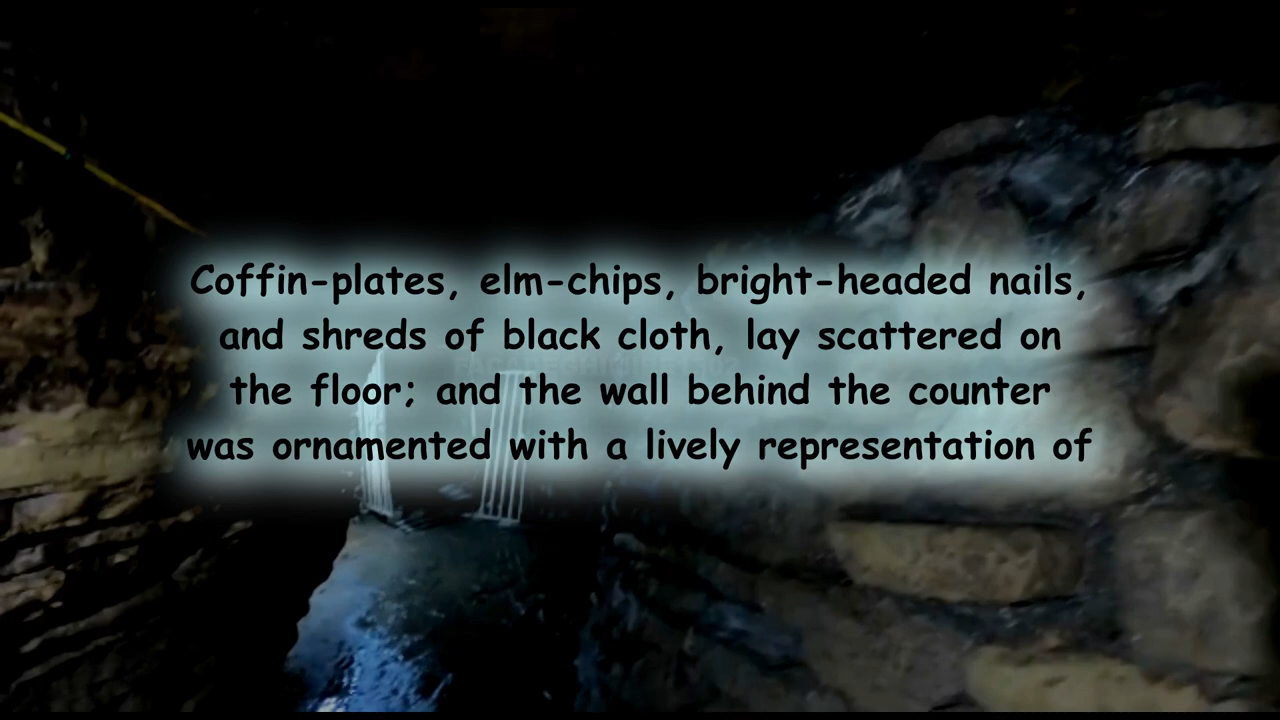 Coffin-plates, elm-chips, bright-headed nails,
and shreds of black cloth, lay scattered on
the floor; and the wall behind the counter
was ornamented with a lively representation of